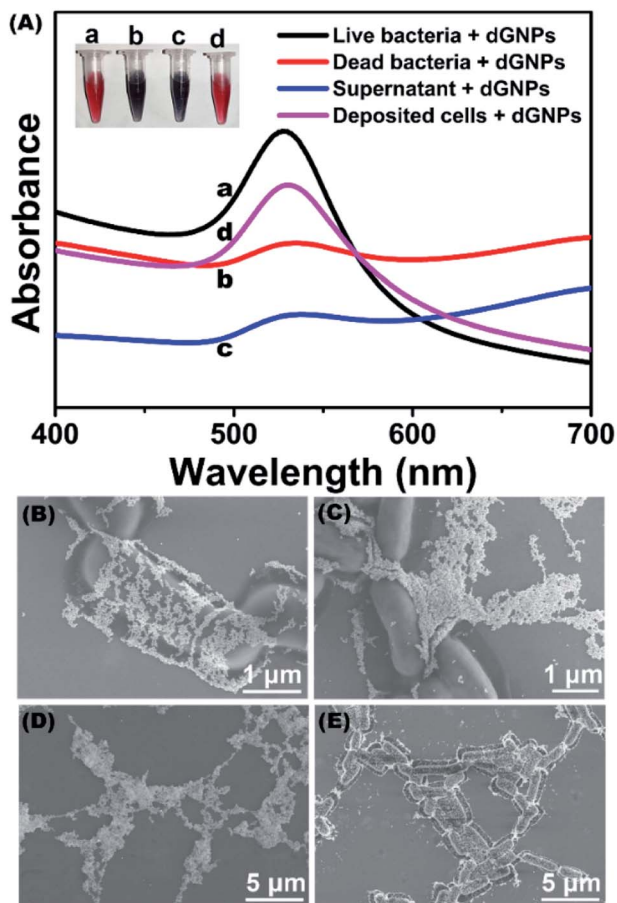 (A)
a b c d
Live bacteria + dGNPs
Dead bacteria + dGNPs
Supernatant + dGNPs
Deposited cells + dGNPs
a
d
b
c
Absorbance
400 500 600 700
Wavelength (nm)
(B) (C)
1 μm 1 μm
(D) (E)
5 μm 5 μm